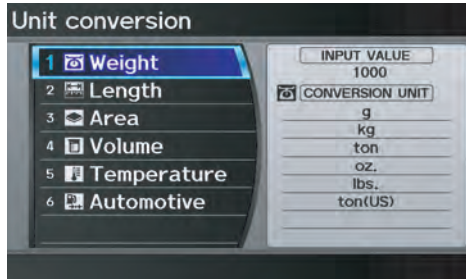 Unit conversion
1 Weight
2 Length
3 Area
4 Volume
5 Temperature
6 Automotive
INPUT VALUE
1000
CONVERSION UNIT
g
kg
ton
oz.
lbs.
ton(US)